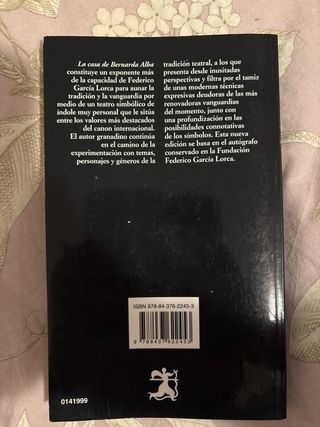 La casa de Bernarda Alba
constituye un exponente más
de la capacidad de Federico
García Lorca para aunar la
tradición y la vanguardia por
medio de un teatro simbólico de
índole muy personal que le sitúa
entre los valores más destacados
del canon internacional.
El autor granadino continúa
en el camino de la
experimentación con temas,
personajes y géneros de la
tradición teatral, a los que
presenta desde inusitadas
perspectivas y filtra por el tamiz
de unas modernas técnicas
expresivas deudoras de las más
renovadoras vanguardias
del momento, junto con
una profundización en las
posibilidades connotativas
de los símbolos. Esta nueva
edición se basa en el autógrafo
conservado en la Fundación
Federico García Lorca.
ISBN 978-84-376-2245-3
9 788437 622453
0141999